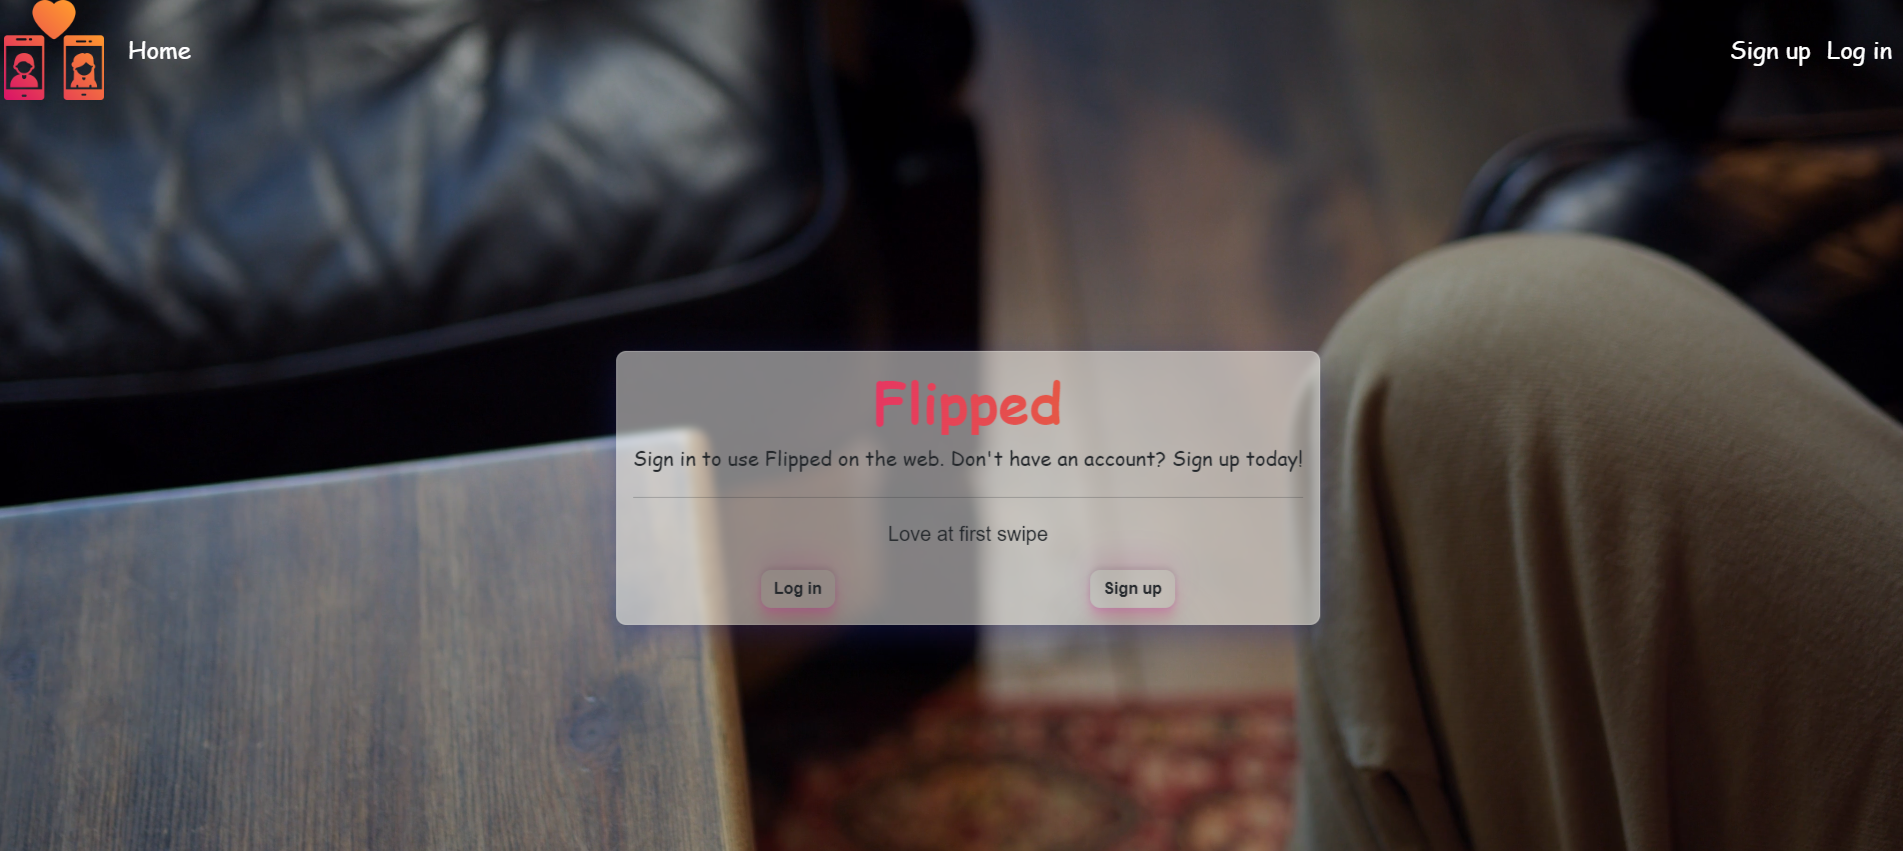 Home
Sign up Log in
Flipped
Sign in to use Flipped on the web. Don't have an account? Sign up today!
Love at first swipe
Log in
Sign up